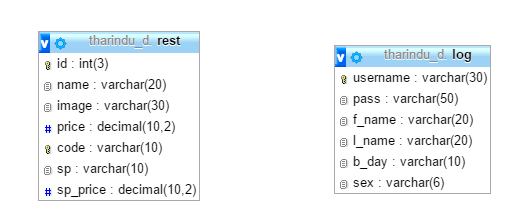 tharindu_d. rest
id : int(3)
name : varchar(20)
image : varchar(30)
price : decimal(10,2)
code : varchar(10)
sp : varchar(10)
sp_price : decimal(10,2)
tharindu_d. log
username : varchar(30)
pass : varchar(50)
f_name : varchar(20)
l_name : varchar(20)
b_day : varchar(10)
sex : varchar(6)